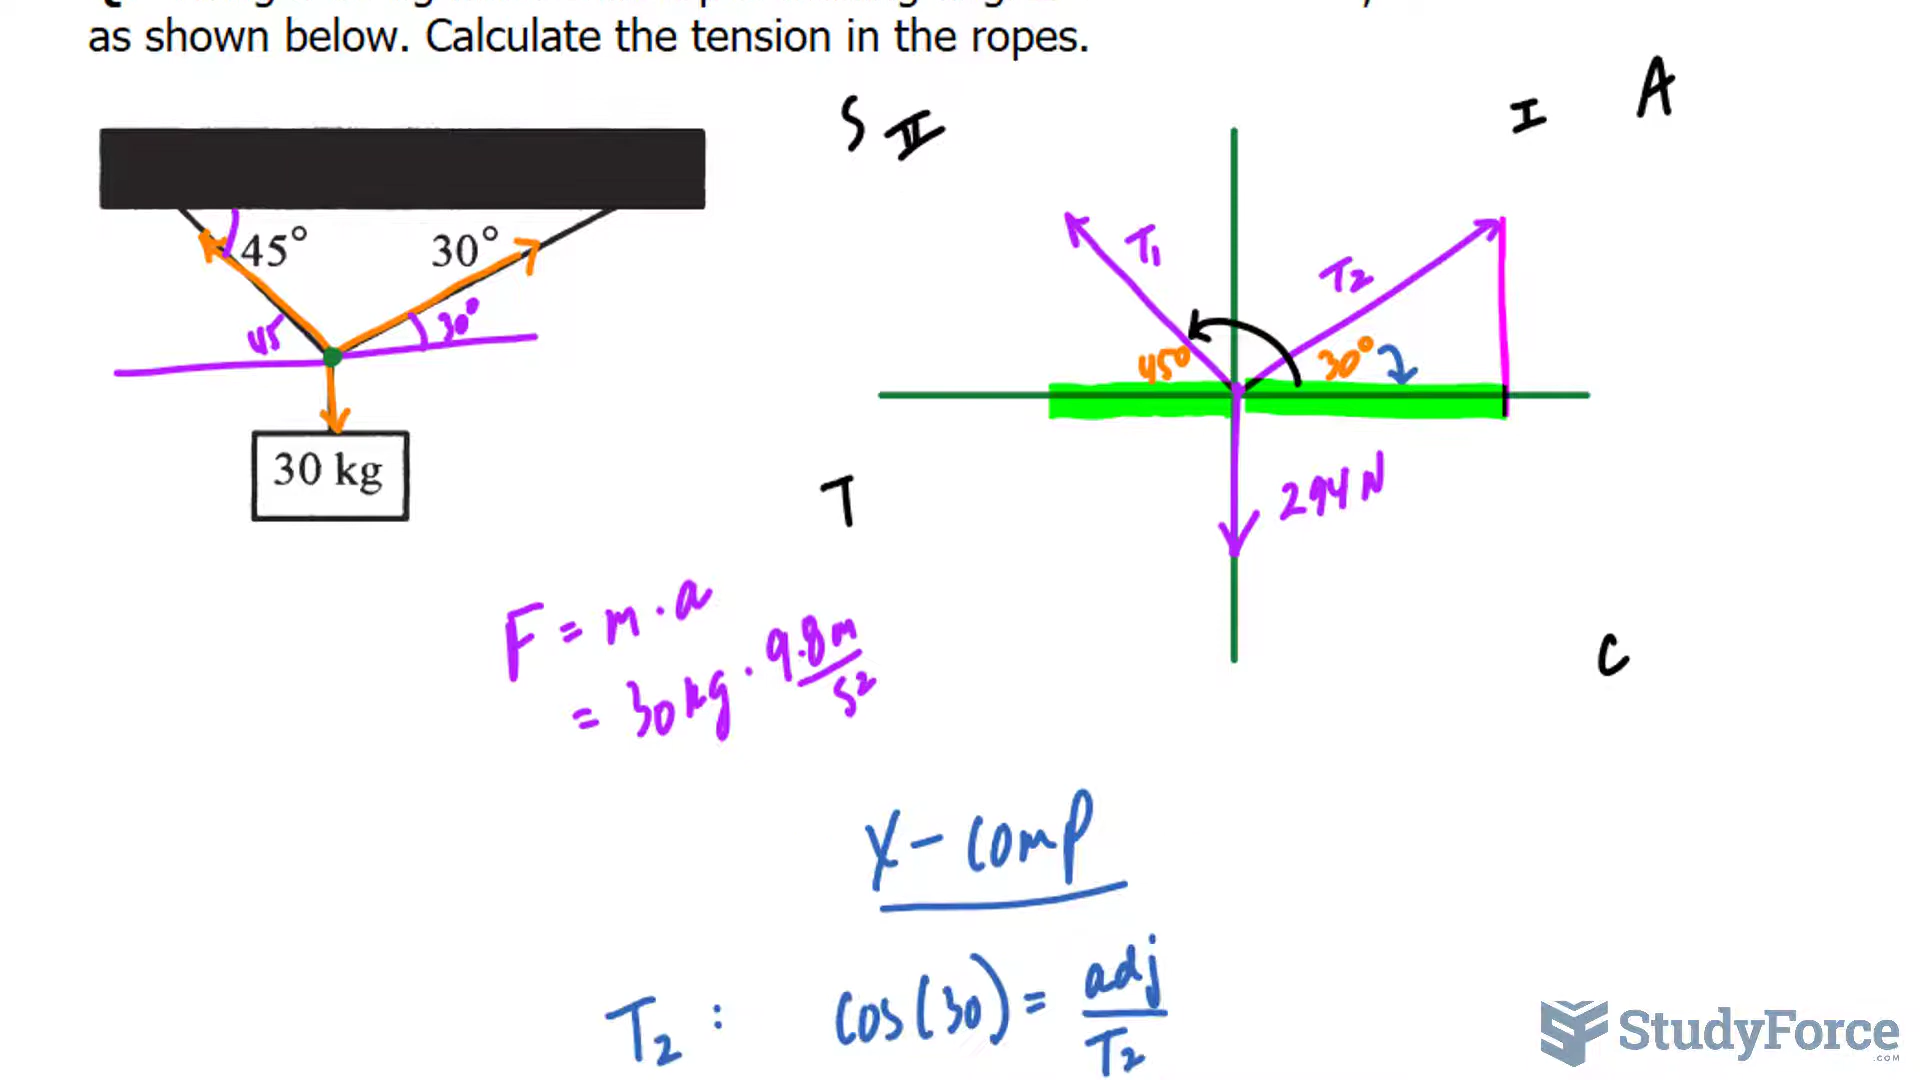 as shown below. Calculate the tension in the ropes.
S II
I A
45° 30°
45 30°
30 kg
T₁
T₂
45° 30°
294 N
T
C
F = m · a
= 30 kg · 9.8 m/s²
x - comp
T₂ : cos(30) = adj/T₂
StudyForce
.COM